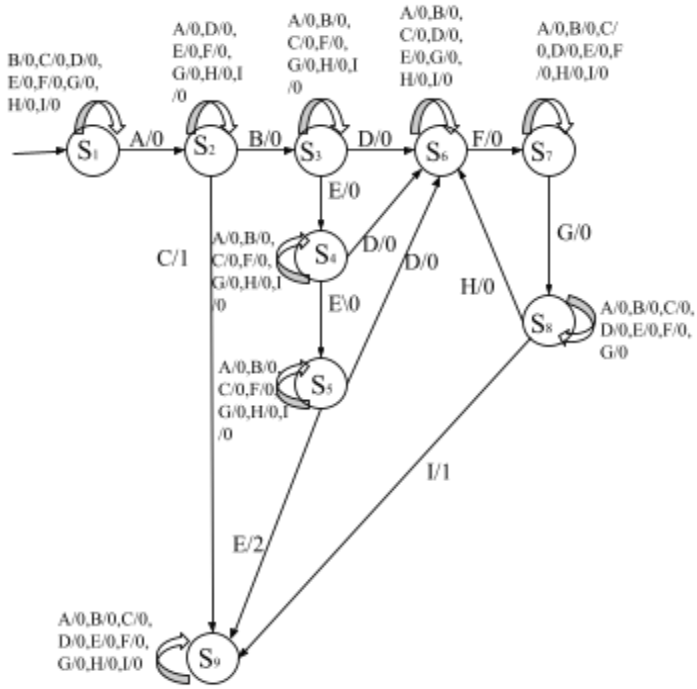 A/0,B/0,
C/0,D/0,
E/0,G/0,
H/0,I/0
A/0,B/0,
C/0,F/0,
G/0,H/0,I
/0
A/0,D/0,
E/0,F/0,
G/0,H/0,I
/0
A/0,B/0,C/
0,D/0,E/0,F
/0,H/0,I/0
B/0,C/0,D/0,
E/0,F/0,G/0,
H/0,I/0
S1
A/0
S2
B/0
S3
D/0
S6
F/0
S7
E/0
G/0
C/1
A/0,B/0,
C/0,F/0,
G/0,H/0,I
/0
S4
D/0
D/0
H/0
E\0
S8
A/0,B/0,C/0,
D/0,E/0,F/0,
G/0
A/0,B/0,
C/0,F/0,
G/0,H/0,I
/0
S5
I/1
E/2
A/0,B/0,C/0,
D/0,E/0,F/0,
G/0,H/0,I/0
S9